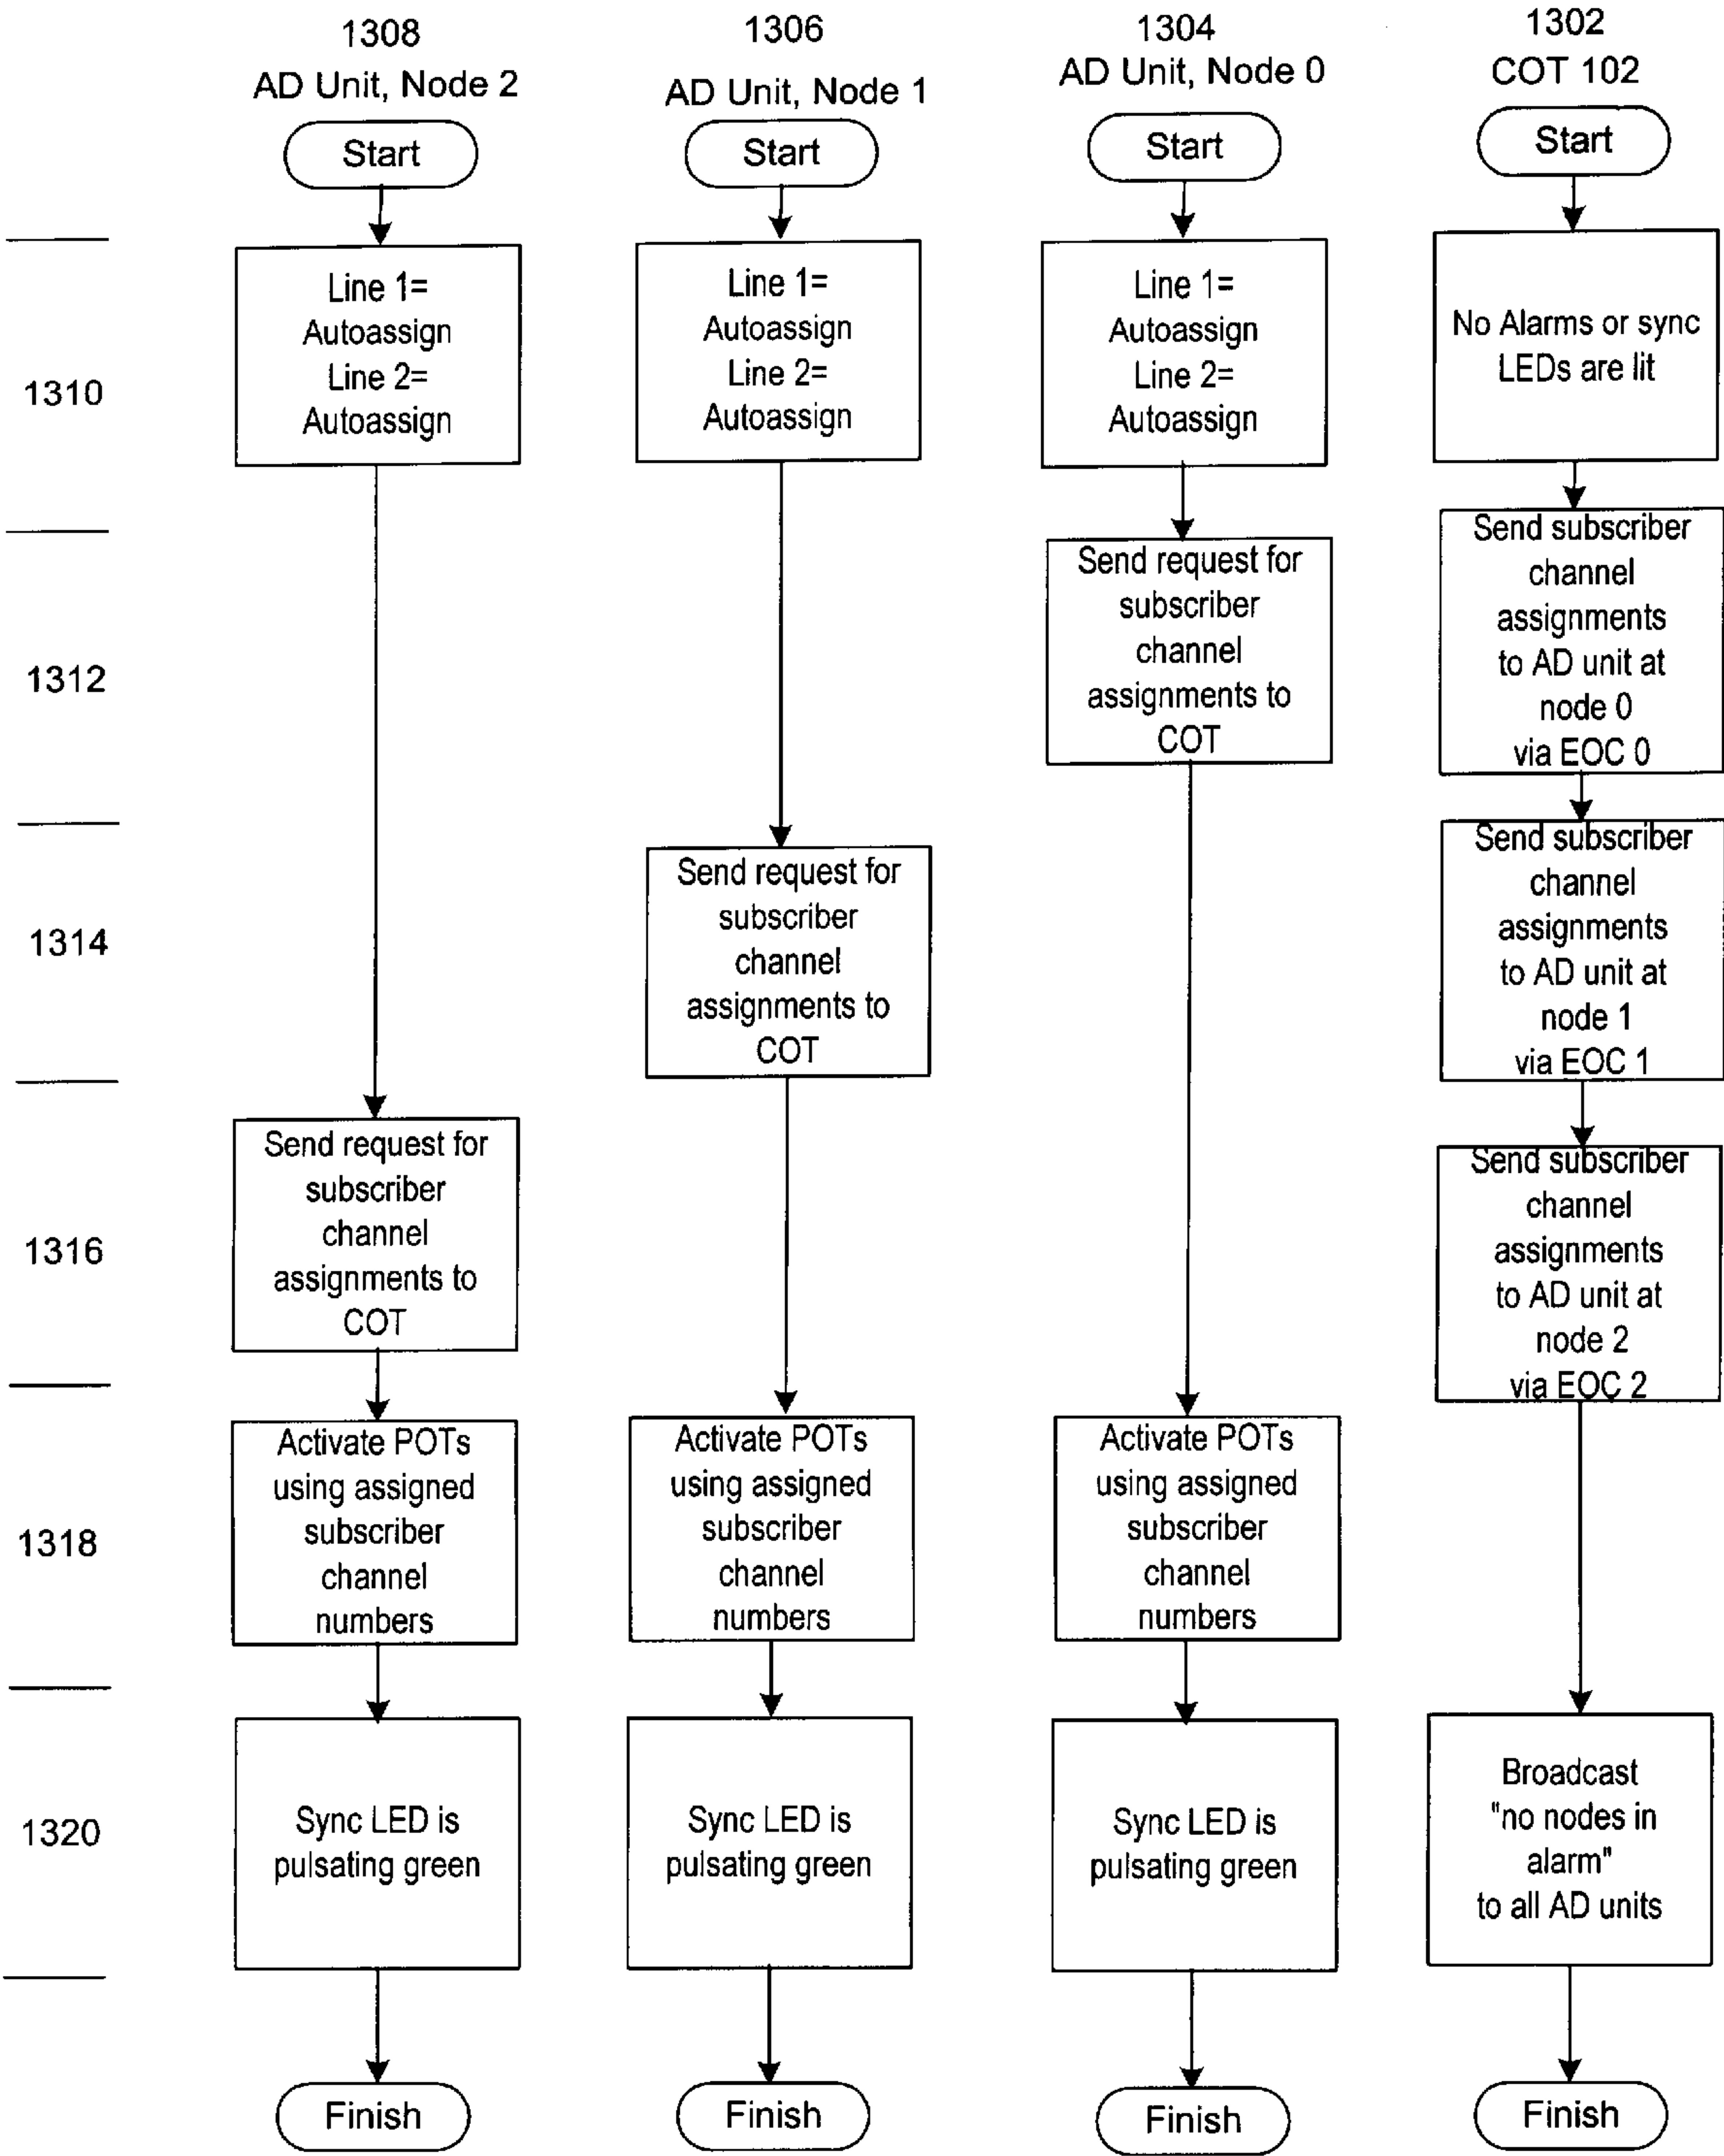 1308
AD Unit, Node 2
1306
AD Unit, Node 1
1304
AD Unit, Node 0
1302
COT 102
Start
Start
Start
Start
1310
Line 1=
Autoassign
Line 2=
Autoassign
Line 1=
Autoassign
Line 2=
Autoassign
Line 1=
Autoassign
Line 2=
Autoassign
No Alarms or sync
LEDs are lit
1312
Send request for
subscriber
channel
assignments to
COT
Send subscriber
channel
assignments
to AD unit at
node 0
via EOC 0
1314
Send request for
subscriber
channel
assignments to
COT
Send subscriber
channel
assignments
to AD unit at
node 1
via EOC 1
1316
Send request for
subscriber
channel
assignments to
COT
Send subscriber
channel
assignments
to AD unit at
node 2
via EOC 2
1318
Activate POTs
using assigned
subscriber
channel
numbers
Activate POTs
using assigned
subscriber
channel
numbers
Activate POTs
using assigned
subscriber
channel
numbers
1320
Sync LED is
pulsating green
Sync LED is
pulsating green
Sync LED is
pulsating green
Broadcast
"no nodes in
alarm"
to all AD units
Finish
Finish
Finish
Finish